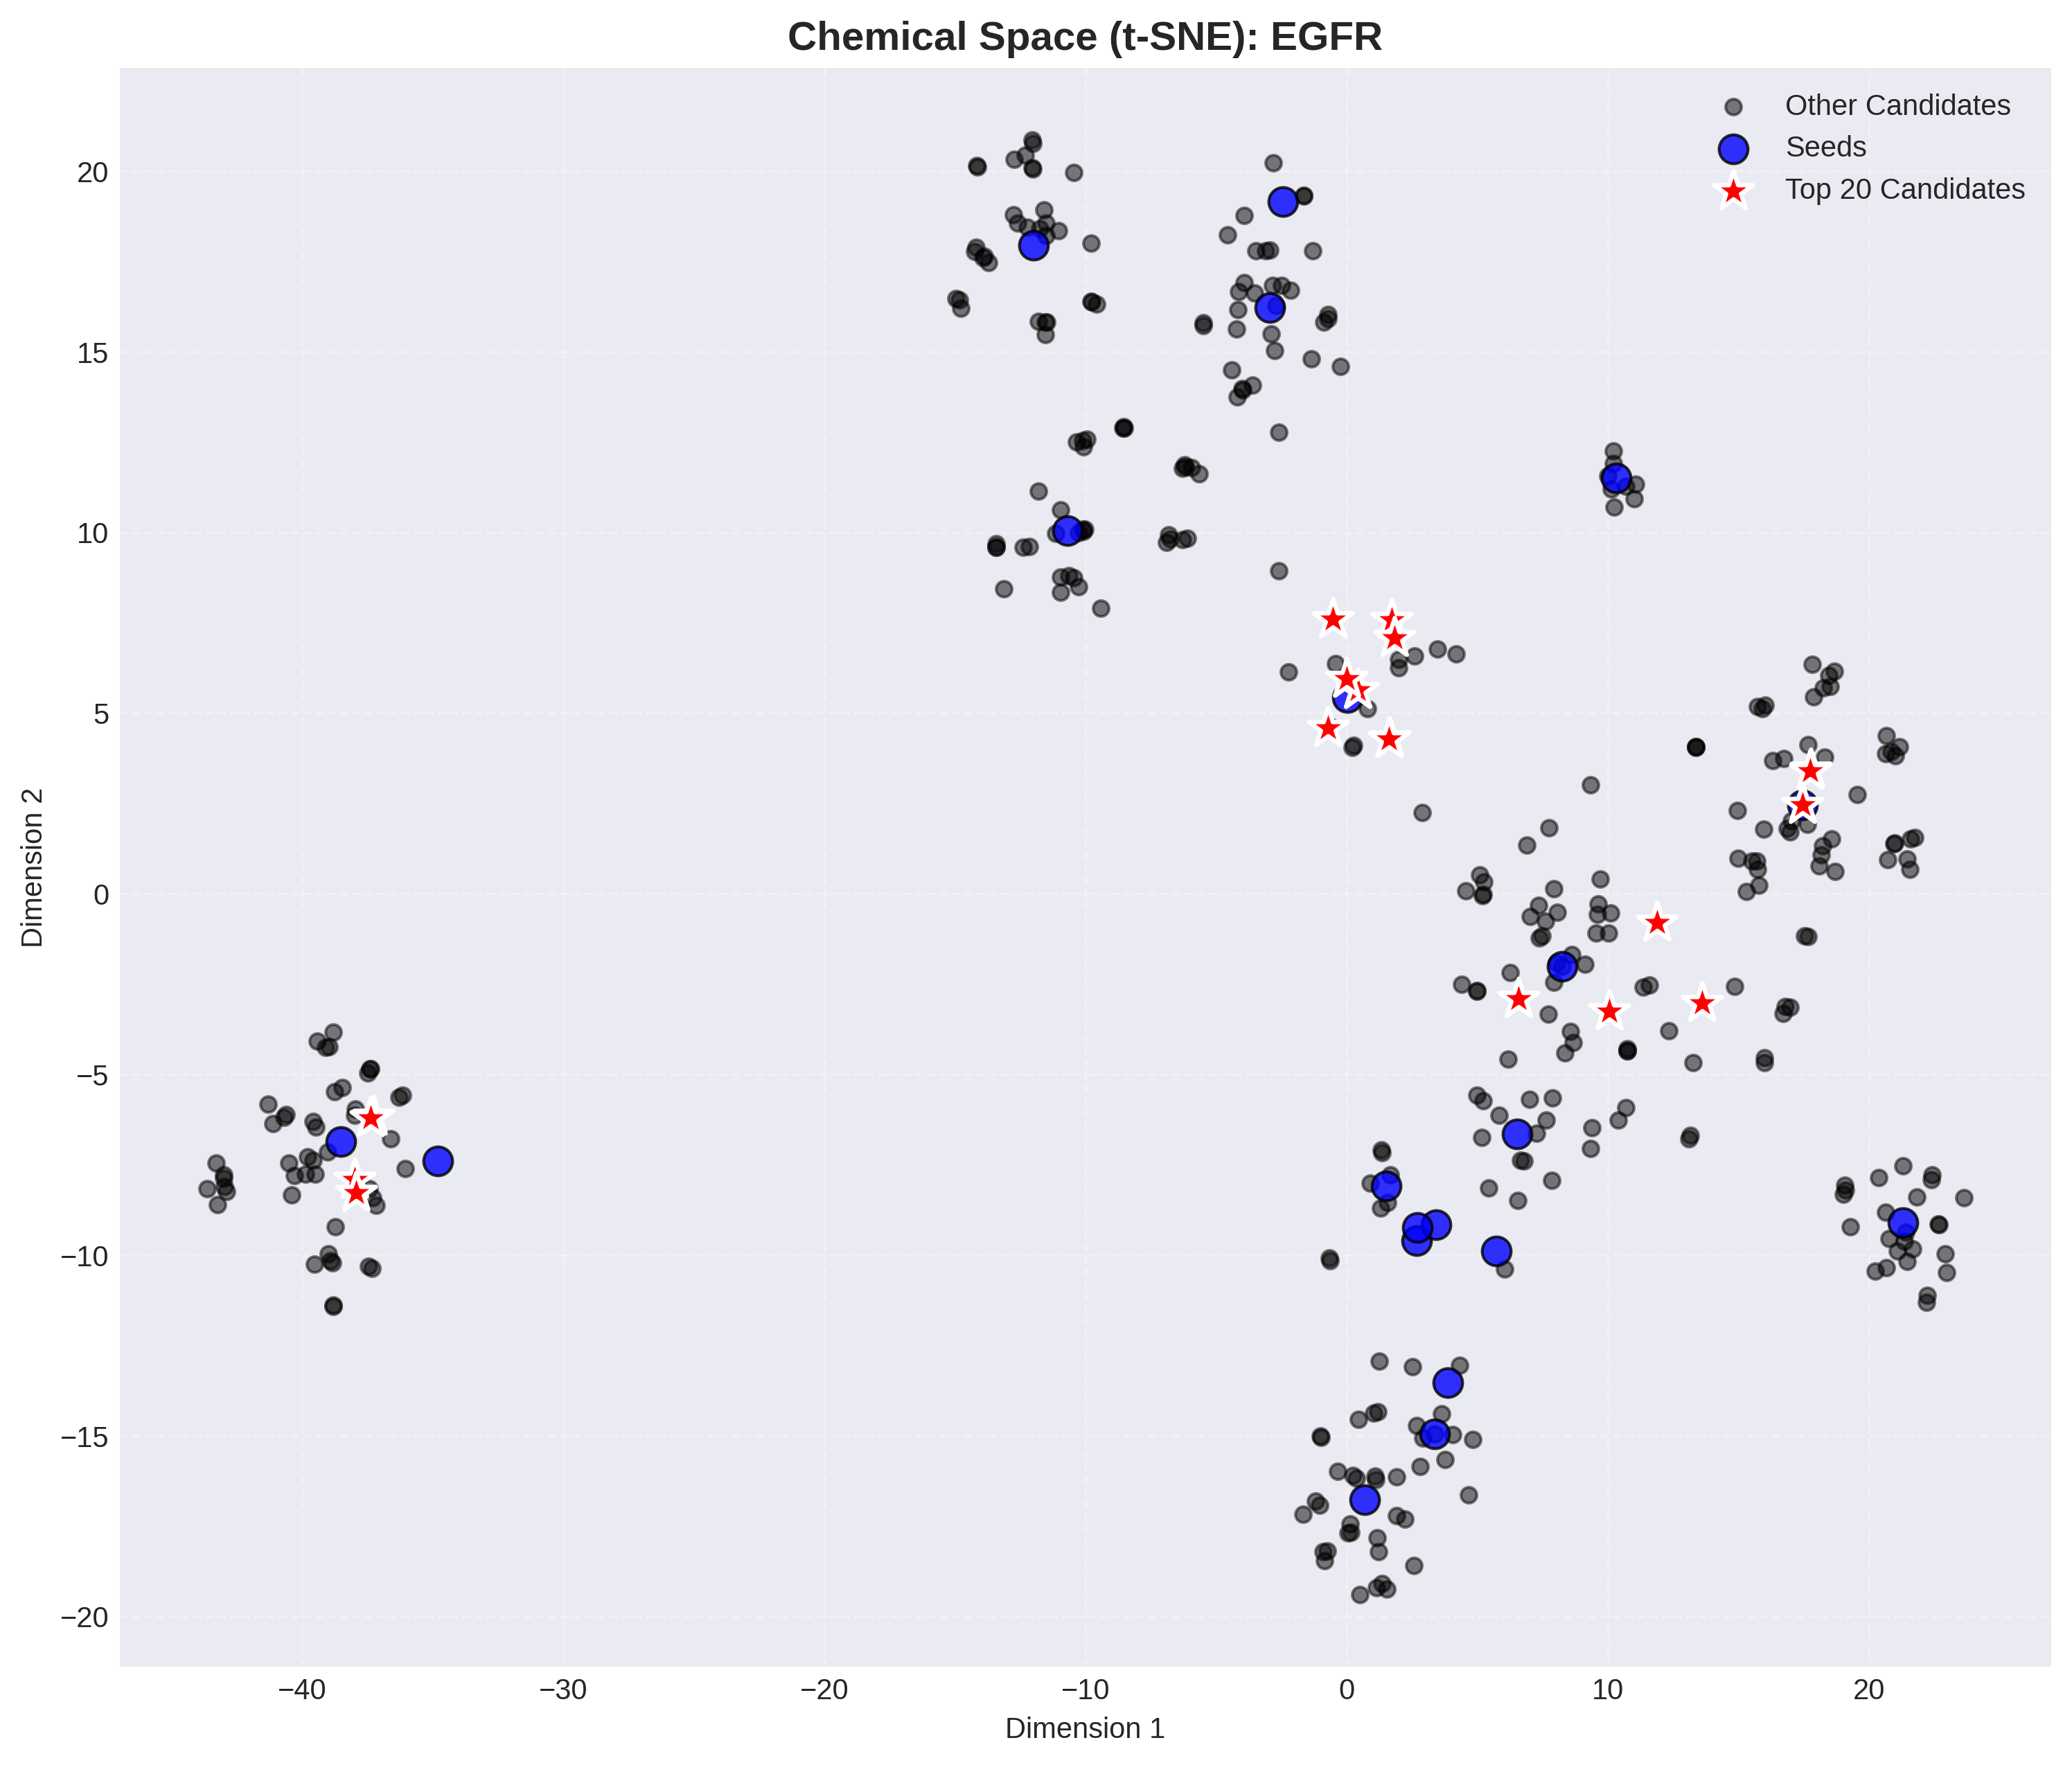 Chemical Space (t-SNE): EGFR
Other Candidates
Seeds
Top 20 Candidates
20
15
10
5
0
−5
−10
−15
−20
Dimension 2
−40
−30
−20
−10
0
10
20
Dimension 1